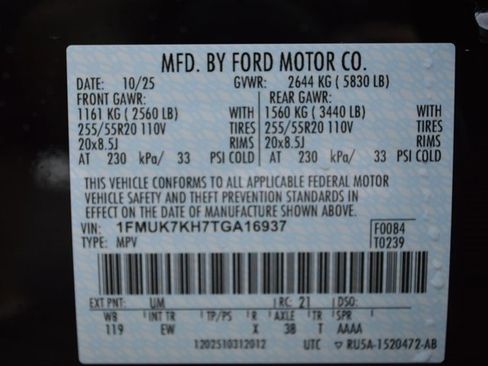 MFD. BY FORD MOTOR CO.
DATE: 10/25 GVWR: 2644 KG ( 5830 LB)
FRONT GAWR: REAR GAWR:
1161 KG ( 2560 LB) WITH 1560 KG ( 3440 LB) WITH
255/55R20 110V TIRES 255/55R20 110V TIRES
20x8.5J RIMS 20x8.5J RIMS
AT 230 kPa/ 33 PSI COLD AT 230 kPa/ 33 PSI COLD
THIS VEHICLE CONFORMS TO ALL APPLICABLE FEDERAL MOTOR
VEHICLE SAFETY AND THEFT PREVENTION STANDARDS IN
EFFECT ON THE DATE OF MANUFACTURE SHOWN ABOVE.
VIN: 1FMUK7KH7TGA16937 F0084
TYPE: MPV T0239
EXT PNT: UM RC: 21 DSO:
WB INT TR TP/PS R AXLE TR SPR
119 EW X 38 T AAAA
1202510312012 UTC RU5A-1520472-AB